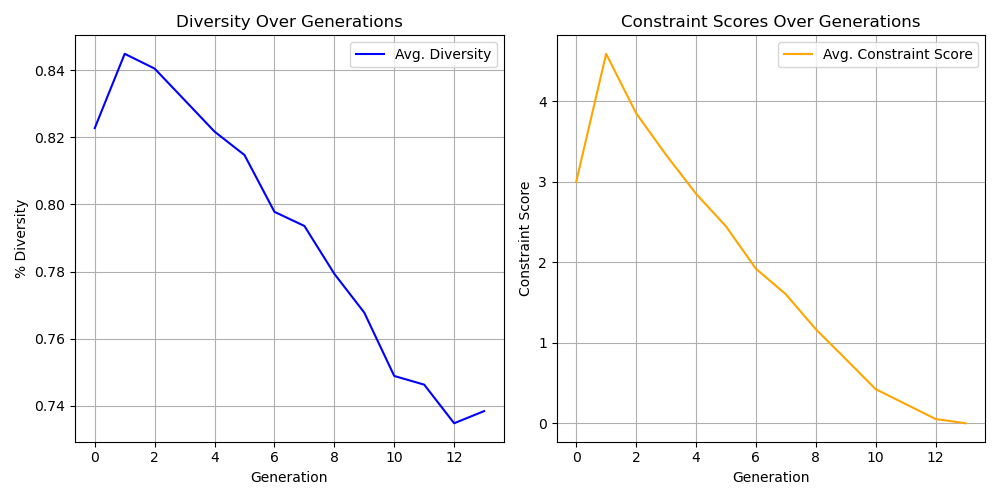 Diversity Over Generations
Avg. Diversity
% Diversity
0.84
0.82
0.80
0.78
0.76
0.74
0 2 4 6 8 10 12
Generation
Constraint Scores Over Generations
Avg. Constraint Score
Constraint Score
4
3
2
1
0
0 2 4 6 8 10 12
Generation